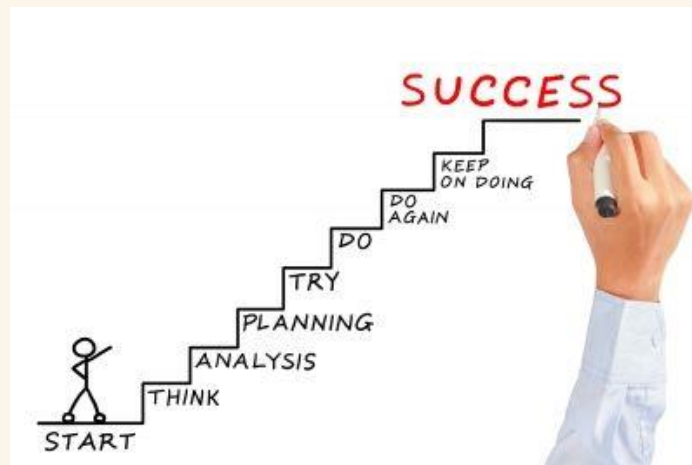 SUCCESS
KEEP
ON DOING
DO
AGAIN
DO
TRY
PLANNING
ANALYSIS
THINK
START